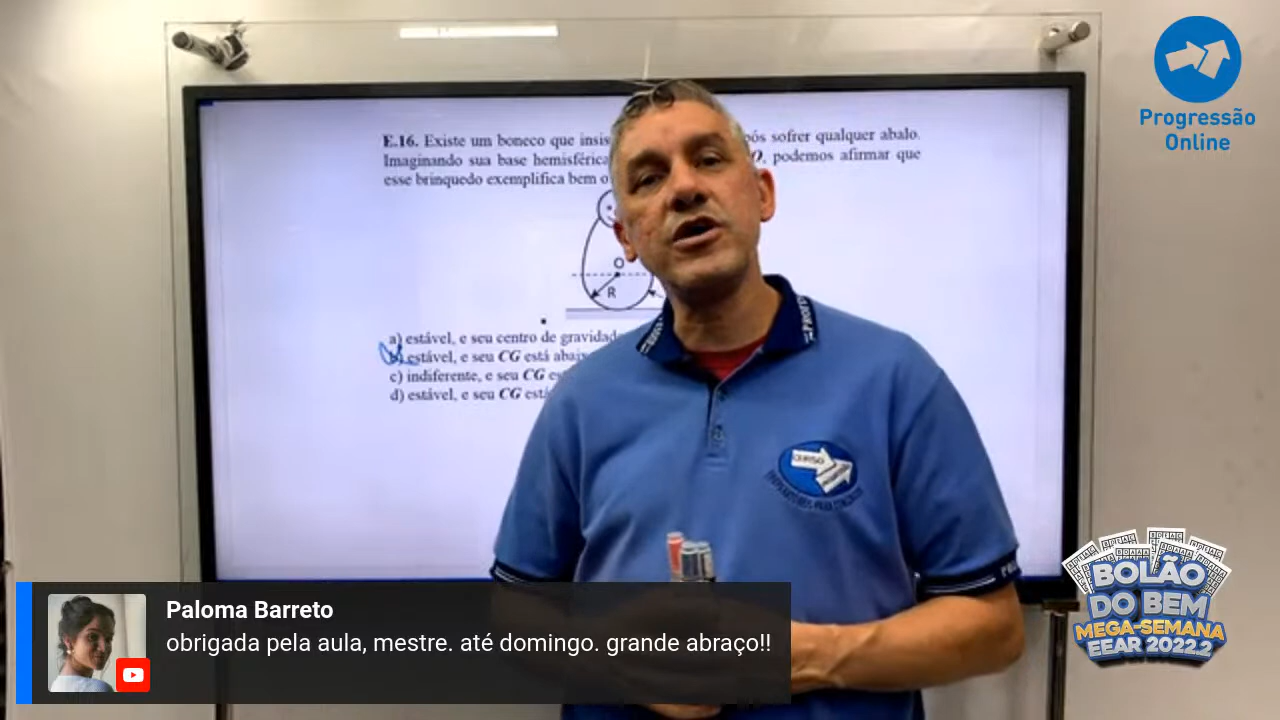 Progressão
Online
E.16. Existe um boneco que insis
pós sofrer qualquer abalo.
Imaginando sua base hemisférica
O, podemos afirmar que
esse brinquedo exemplifica bem o
O
R
a) estável, e seu centro de gravidad
b) estável, e seu CG está abaix
c) indiferente, e seu CG es
d) estável, e seu CG está
CURSO
BOLÃO
DO BEM
MEGA-SEMANA
EEAR 2022.2
Paloma Barreto
obrigada pela aula, mestre. até domingo. grande abraço!!